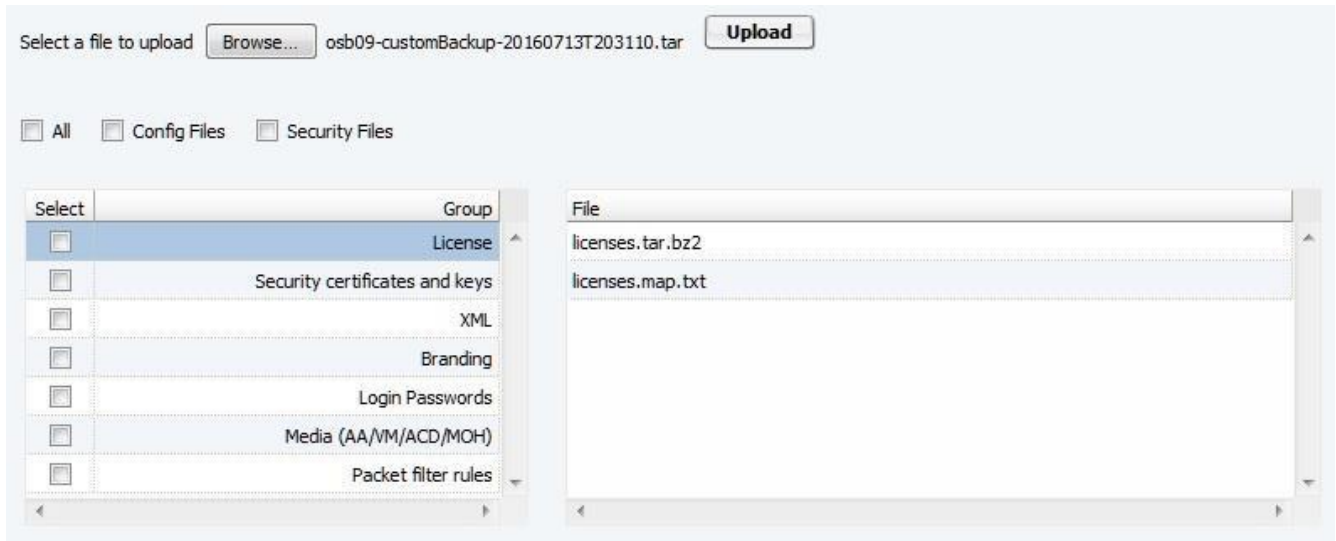 Select a file to upload Browse... osb09-customBackup-20160713T203110.tar Upload
All Config Files Security Files
Select Group
License
Security certificates and keys
XML
Branding
Login Passwords
Media (AA/VM/ACD/MOH)
Packet filter rules
File
licenses.tar.bz2
licenses.map.txt